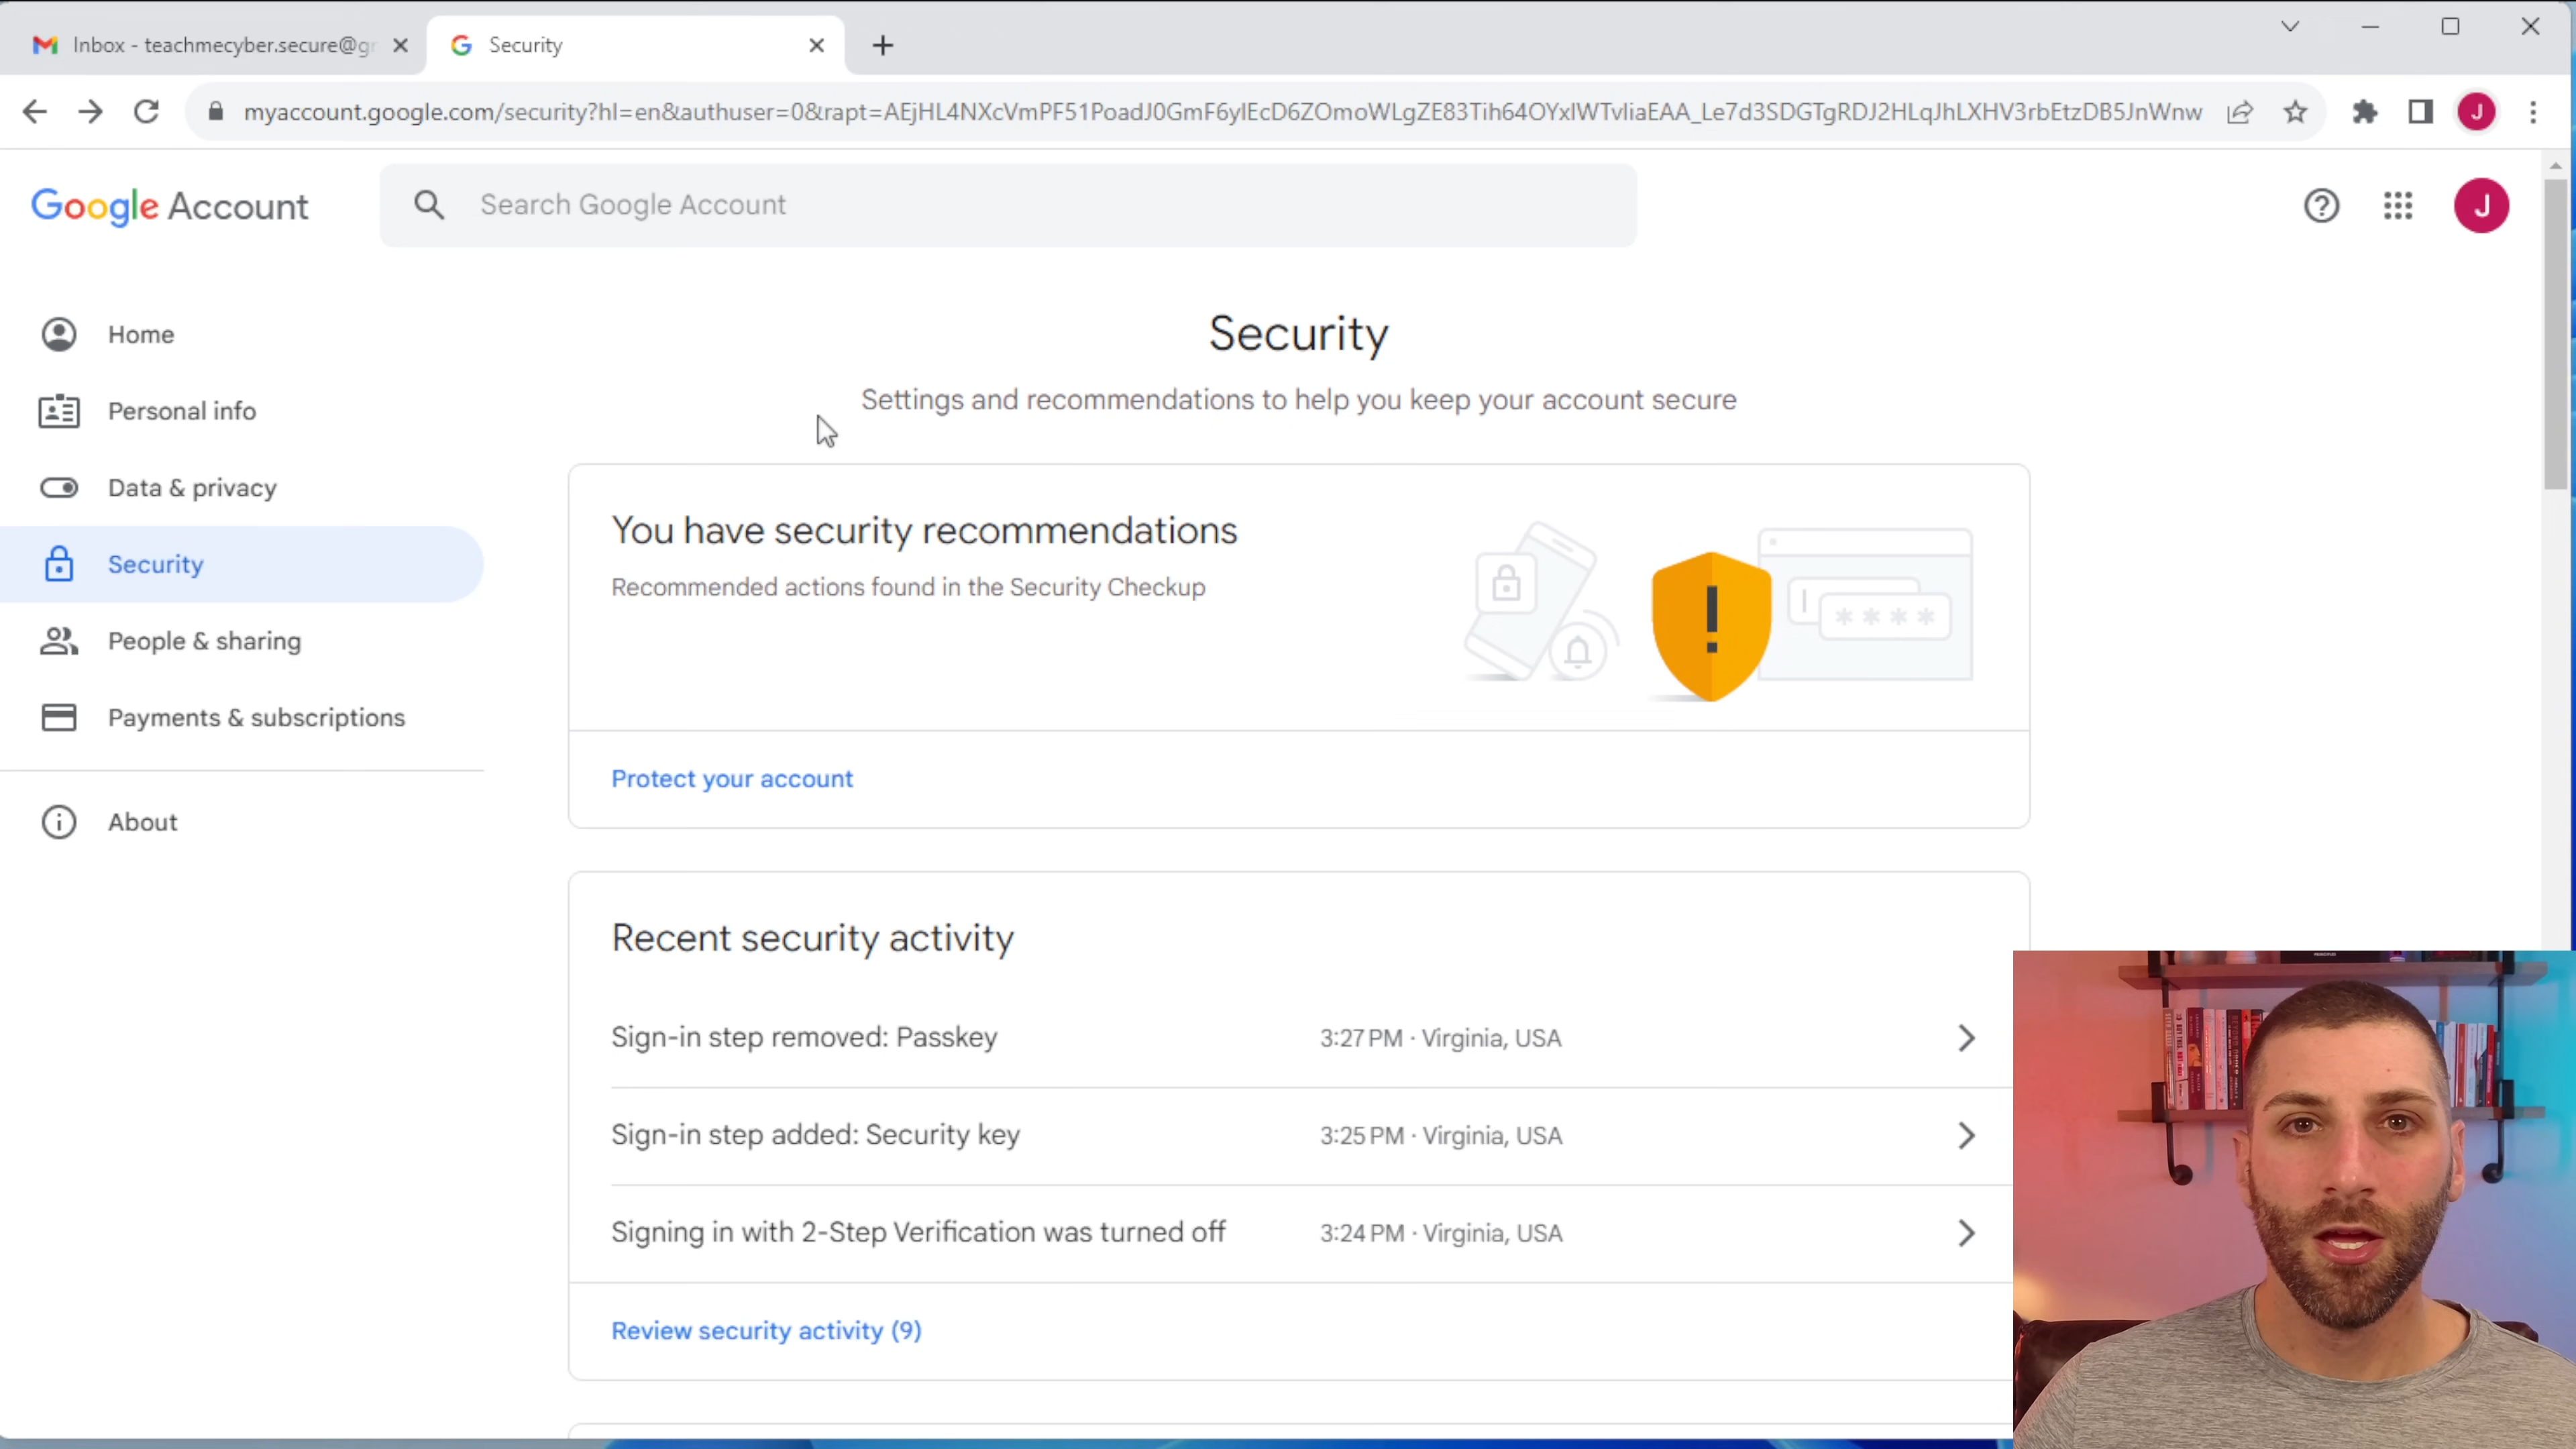 Inbox - teachmecyber.secure@gr
Security
myaccount.google.com/security?hl=en&authuser=0&rapt=AEjHL4NXcVmPF51PoadJ0GmF6yIEcD6ZOmoWLgZE83Tih64OYxlWTvIiaEAA_Le7d3SDGTgRDJ2HLqJhLXHV3rbEtzDB5JnWnw
J
Google Account
Search Google Account
J
Home
Personal info
Data & privacy
Security
People & sharing
Payments & subscriptions
About
Security
Settings and recommendations to help you keep your account secure
You have security recommendations
Recommended actions found in the Security Checkup
****
Protect your account
Recent security activity
Sign-in step removed: Passkey 3:27 PM · Virginia, USA
Sign-in step added: Security key 3:25 PM · Virginia, USA
Signing in with 2-Step Verification was turned off 3:24 PM · Virginia, USA
Review security activity (9)